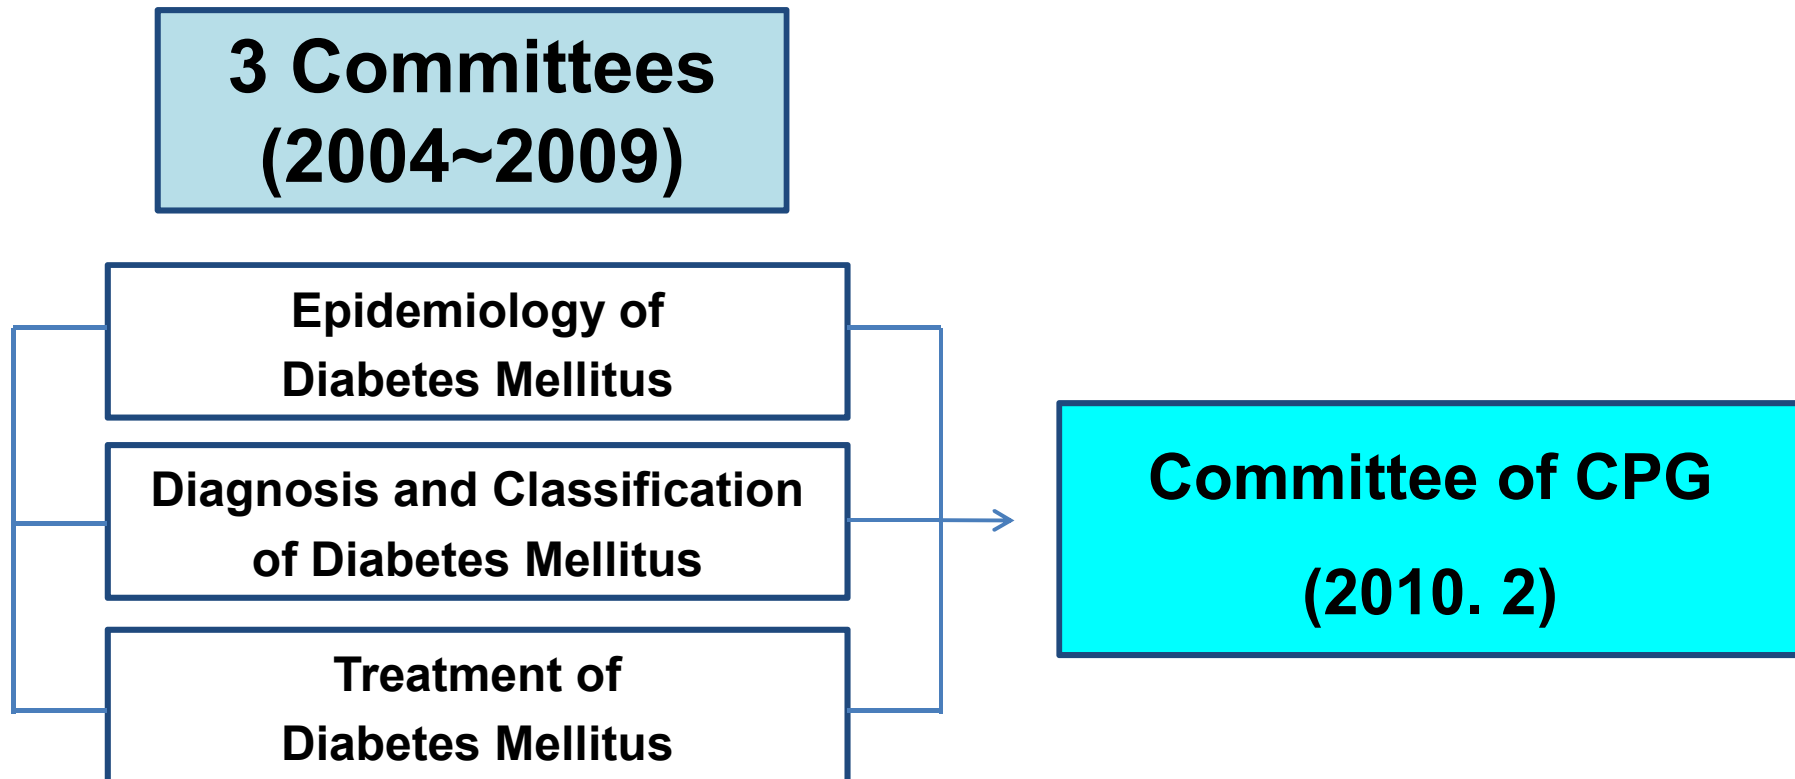 3 Committees
(2004~2009)
Epidemiology of
Diabetes Mellitus
Diagnosis and Classification
of Diabetes Mellitus
Treatment of
Diabetes Mellitus
Committee of CPG
(2010. 2)